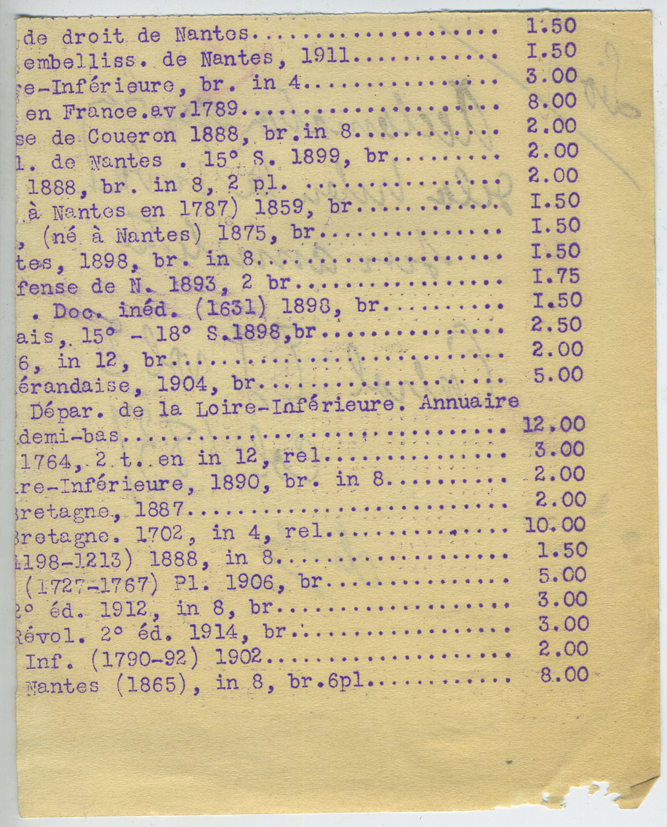 de droit de Nantes...................... 1.50
embelliss. de Nantes, 1911............. I.50
re-Inférieure, br. in 4................ 3.00
en France.av.1789...................... 8.00
se de Coueron 1888, br.in 8............ 2.00
l. de Nantes . 15° S. 1899, br......... 2.00
1888, br. in 8, 2 pl. ................. 2.00
à Nantes en 1787) 1859, br............. I.50
, (né à Nantes) 1875, br............... I.50
tes, 1898, br. in 8.................... I.50
fense de N. 1893, 2 br................. I.75
. Doc. inéd. (1631) 1898, br........... I.50
ais, 15° - 18° S.1898,br............... 2.50
6, in 12, br........................... 2.00
érandaise, 1904, br.................... 5.00
Dépar. de la Loire-Inférieure. Annuaire
demi-bas............................... 12.00
1764, 2 t. en in 12, rel............... 3.00
re-Inférieure, 1890, br. in 8.......... 2.00
Bretagne, 1887......................... 2.00
Bretagne. 1702, in 4, rel.............. 10.00
1198-1213) 1888, in 8.................. 1.50
(1727-1767) Pl. 1906, br............... 5.00
2° éd. 1912, in 8, br.................. 3.00
Révol. 2° éd. 1914, br................. 3.00
Inf. (1790-92) 1902.................... 2.00
Nantes (1865), in 8, br.6pl............ 8.00